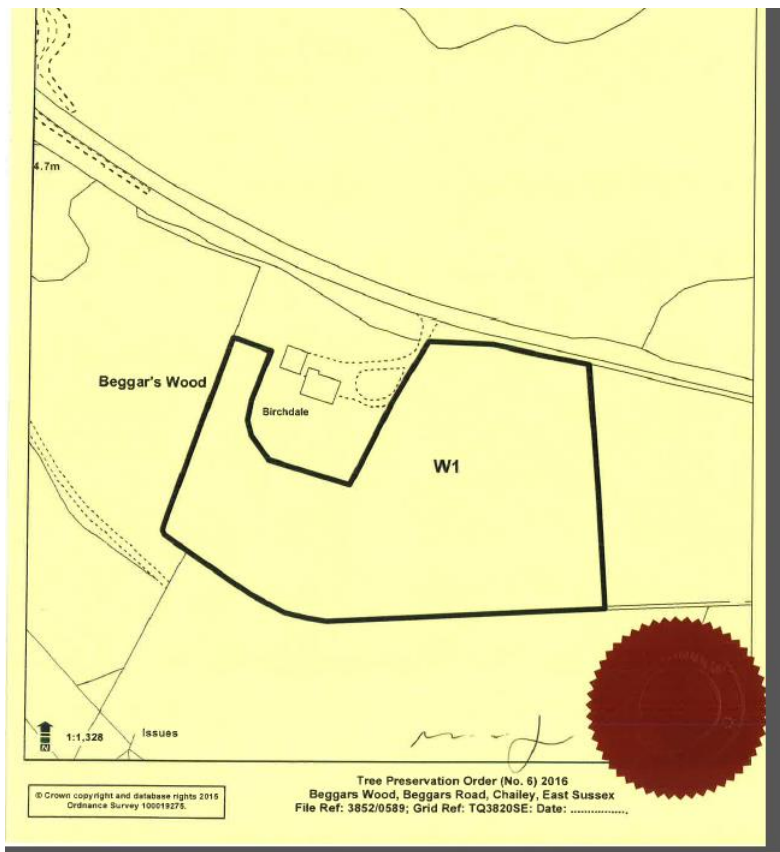 4.7m
Beggar's Wood
Birchdale
W1
N
1:1,328
Issues
© Crown copyright and database rights 2015
Ordnance Survey 100019275.
Tree Preservation Order (No. 6) 2016
Beggars Wood, Beggars Road, Chailey, East Sussex
File Ref: 3852/0589; Grid Ref: TQ3820SE: Date: ................